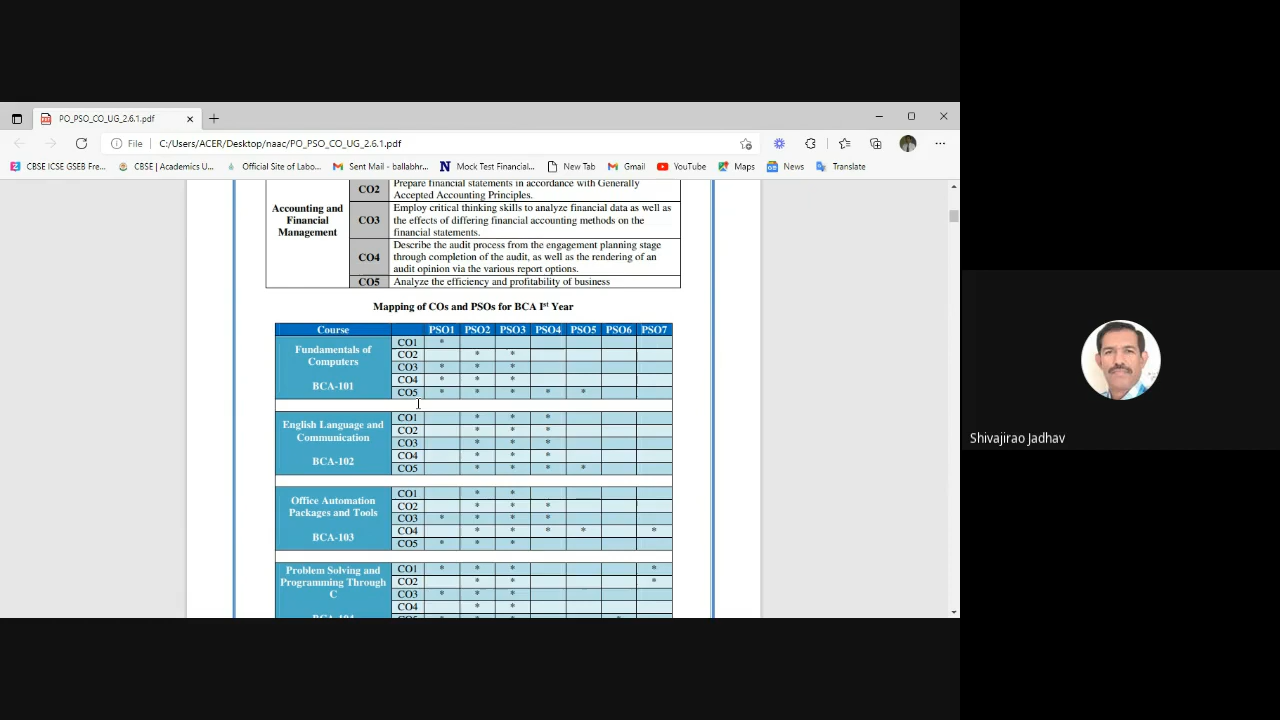 PO_PSO_CO_UG_2.6.1.pdf
File C:/Users/ACER/Desktop/naac/PO_PSO_CO_UG_2.6.1.pdf
CBSE ICSE GSEB Fre... CBSE | Academics U... Official Site of Labo... Sent Mail - ballabhr... Mock Test Financial... New Tab Gmail YouTube Maps News Translate
CO2 Prepare financial statements in accordance with Generally
Accepted Accounting Principles.
Accounting and
Financial
Management
CO3 Employ critical thinking skills to analyze financial data as well as
the effects of differing financial accounting methods on the
financial statements.
CO4 Describe the audit process from the engagement planning stage
through completion of the audit, as well as the rendering of an
audit opinion via the various report options.
CO5 Analyze the efficiency and profitability of business
Mapping of COs and PSOs for BCA Ist Year
Course PSO1 PSO2 PSO3 PSO4 PSO5 PSO6 PSO7
Fundamentals of
Computers
BCA-101
CO1 *
CO2 * *
CO3 * * *
CO4 * * *
CO5 * * * * *
English Language and
Communication
BCA-102
CO1 * * *
CO2 * * *
CO3 * * *
CO4 * * *
CO5 * * * *
Office Automation
Packages and Tools
BCA-103
CO1 * *
CO2 * * *
CO3 * * * *
CO4 * * * * *
CO5 * * *
Problem Solving and
Programming Through
C
BCA-104
CO1 * * * *
CO2 * * *
CO3 * * *
CO4 * *
CO5 *
Shivajirao Jadhav